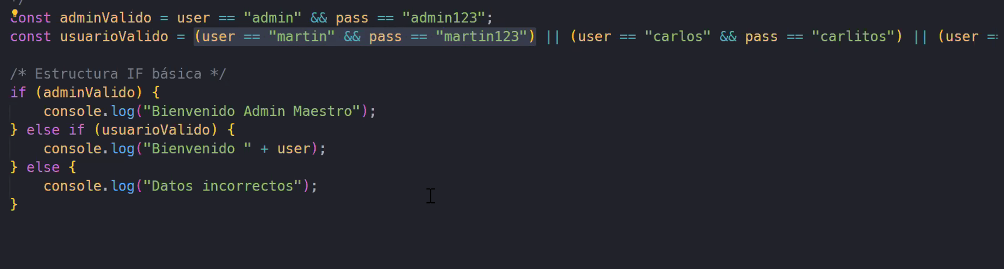 */
const adminValido = user == "admin" && pass == "admin123";
const usuarioValido = (user == "martin" && pass == "martin123") || (user == "carlos" && pass == "carlitos") || (user ==
/* Estructura IF básica */
if (adminValido) {
    console.log("Bienvenido Admin Maestro");
} else if (usuarioValido) {
    console.log("Bienvenido " + user);
} else {
    console.log("Datos incorrectos");
}